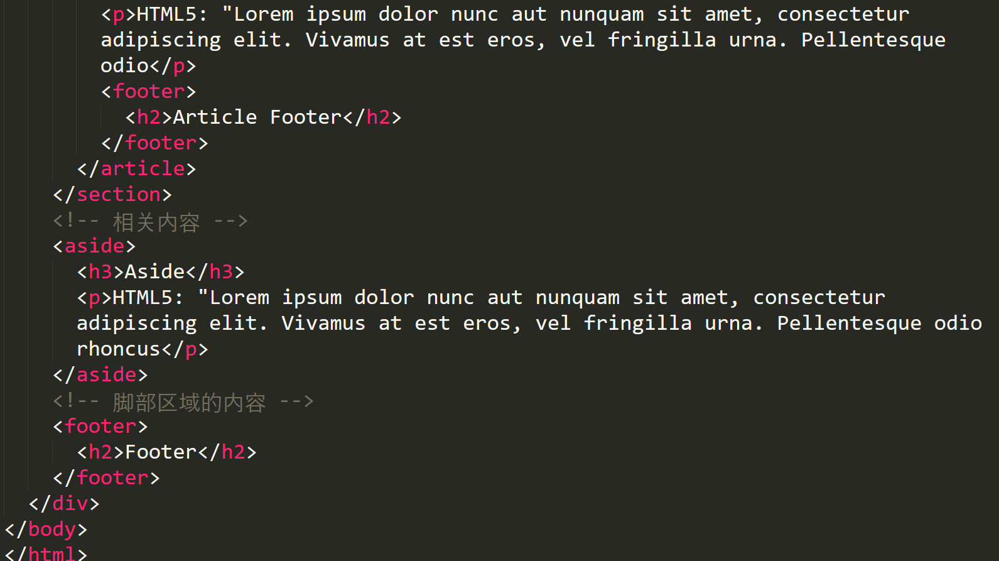 <p>HTML5: "Lorem ipsum dolor nunc aut nunquam sit amet, consectetur
adipiscing elit. Vivamus at est eros, vel fringilla urna. Pellentesque
odio</p>
<footer>
<h2>Article Footer</h2>
</footer>
</article>
</section>
<!-- 相关内容 -->
<aside>
<h3>Aside</h3>
<p>HTML5: "Lorem ipsum dolor nunc aut nunquam sit amet, consectetur
adipiscing elit. Vivamus at est eros, vel fringilla urna. Pellentesque odio
rhoncus</p>
</aside>
<!-- 脚部区域的内容 -->
<footer>
<h2>Footer</h2>
</footer>
</div>
</body>
</html>